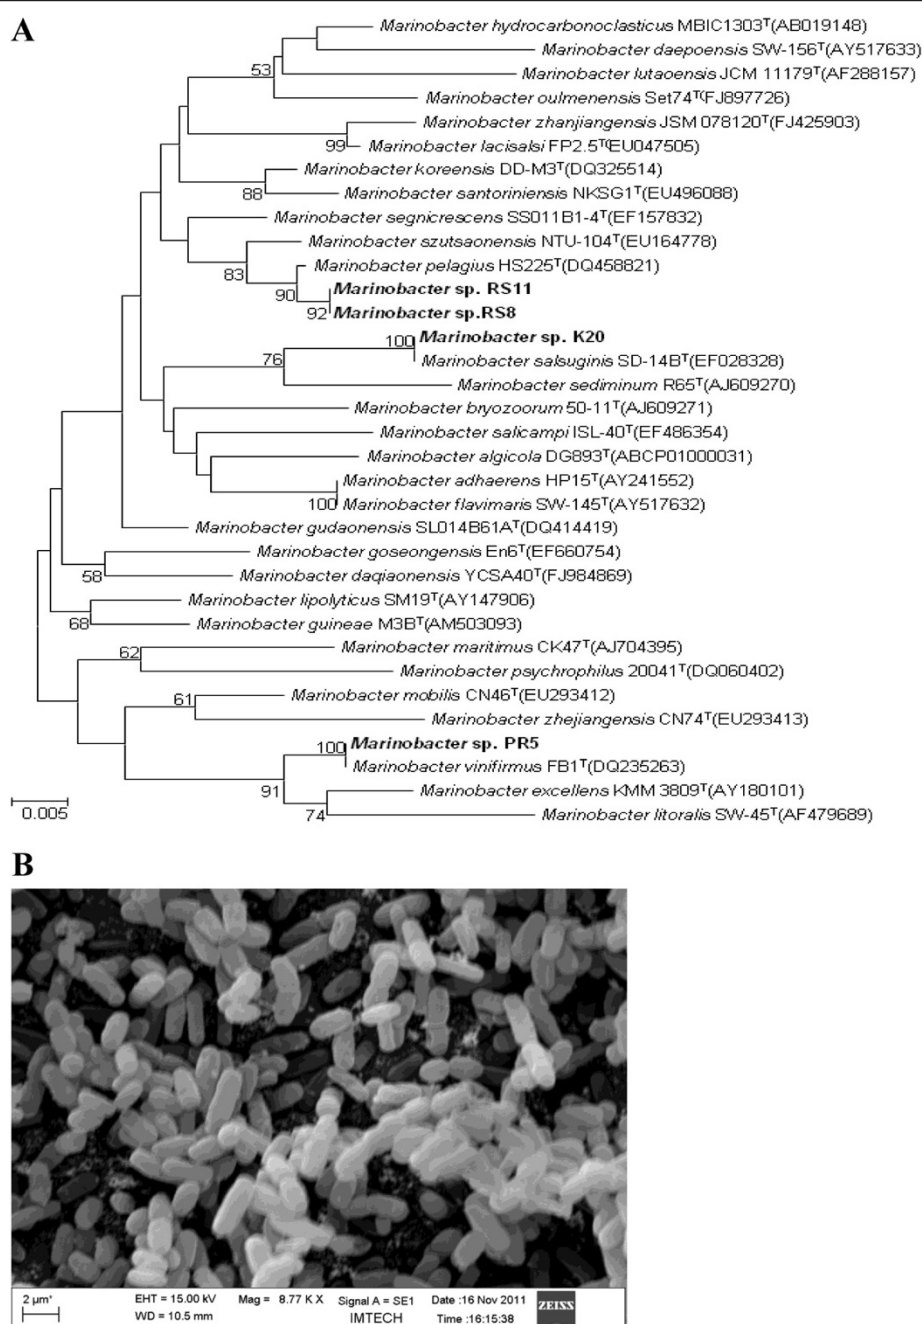 A
Marinobacter hydrocarbonoclasticus MBIC1303ᵀ(AB019148)
Marinobacter daepoensis SW-156ᵀ(AY517633)
53
Marinobacter lutaoensis JCM 11179ᵀ(AF288157)
Marinobacter oulmenensis Set74ᵀ(FJ897726)
Marinobacter zhanjiangensis JSM 078120ᵀ(FJ425903)
99 Marinobacter lacisalsi FP2.5ᵀ(EU047505)
Marinobacter koreensis DD-M3ᵀ(DQ325514)
88 Marinobacter santoriniensis NKSG1ᵀ(EU496088)
Marinobacter segnicrescens SS011B1-4ᵀ(EF157832)
Marinobacter szutsaonensis NTU-104ᵀ(EU164778)
83 Marinobacter pelagius HS225ᵀ(DQ458821)
90 Marinobacter sp. RS11
92 Marinobacter sp.RS8
100 Marinobacter sp. K20
76 Marinobacter salsuginis SD-14Bᵀ(EF028328)
Marinobacter sediminum R65ᵀ(AJ609270)
Marinobacter bryozoorum 50-11ᵀ(AJ609271)
Marinobacter salicampi ISL-40ᵀ(EF486354)
Marinobacter algicola DG893ᵀ(ABCP01000031)
Marinobacter adhaerens HP15ᵀ(AY241552)
100 Marinobacter flavimaris SW-145ᵀ(AY517632)
Marinobacter gudaonensis SL014B61Aᵀ(DQ414419)
Marinobacter goseongensis En6ᵀ(EF660754)
58 Marinobacter daqiaonensis YCSA40ᵀ(FJ984869)
Marinobacter lipolyticus SM19ᵀ(AY147906)
68 Marinobacter guineae M3Bᵀ(AM503093)
62 Marinobacter maritimus CK47ᵀ(AJ704395)
Marinobacter psychrophilus 20041ᵀ(DQ060402)
61 Marinobacter mobilis CN46ᵀ(EU293412)
Marinobacter zhejiangensis CN74ᵀ(EU293413)
100 Marinobacter sp. PR5
Marinobacter vinifirmus FB1ᵀ(DQ235263)
91 Marinobacter excellens KMM 3809ᵀ(AY180101)
74 Marinobacter litoralis SW-45ᵀ(AF479689)
0.005
B
2 µm* EHT = 15.00 kV Mag = 8.77 K X Signal A = SE1 Date :16 Nov 2011 ZEISS
WD = 10.5 mm IMTECH Time :16:15:38